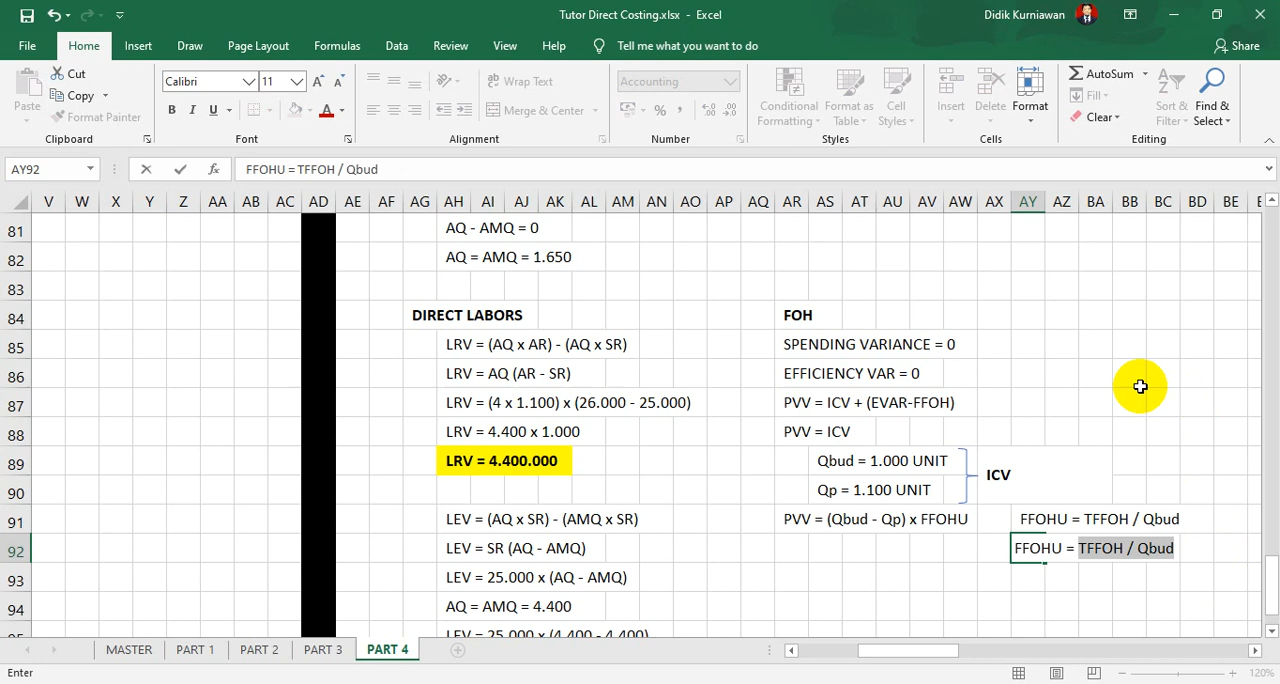 Tutor Direct Costing.xlsx - Excel
Didik Kurniawan
File Home Insert Draw Page Layout Formulas Data Review View Help Tell me what you want to do Share
Paste
Cut
Copy
Format Painter
Clipboard
Calibri 11
B I U
Font
Wrap Text
Merge & Center
Alignment
Accounting
%
Number
Conditional Formatting
Format as Table
Cell Styles
Styles
Insert Delete Format
Cells
AutoSum
Fill
Clear
Sort & Filter
Find & Select
Editing
AY92 fx FFOHU = TFFOH / Qbud
V W X Y Z AA AB AC AD AE AF AG AH AI AJ AK AL AM AN AO AP AQ AR AS AT AU AV AW AX AY AZ BA BB BC BD BE
81 AQ - AMQ = 0
82 AQ = AMQ = 1.650
83
84 DIRECT LABORS FOH
85 LRV = (AQ x AR) - (AQ x SR) SPENDING VARIANCE = 0
86 LRV = AQ (AR - SR) EFFICIENCY VAR = 0
87 LRV = (4 x 1.100) x (26.000 - 25.000) PVV = ICV + (EVAR-FFOH)
88 LRV = 4.400 x 1.000 PVV = ICV
89 LRV = 4.400.000 Qbud = 1.000 UNIT
ICV
90 Qp = 1.100 UNIT
91 LEV = (AQ x SR) - (AMQ x SR) PVV = (Qbud - Qp) x FFOHU FFOHU = TFFOH / Qbud
92 LEV = SR (AQ - AMQ) FFOHU = TFFOH / Qbud
93 LEV = 25.000 x (AQ - AMQ)
94 AQ = AMQ = 4.400
95 LEV = 25.000 x (4.400 - 4.400)
MASTER PART 1 PART 2 PART 3 PART 4
Enter 120%